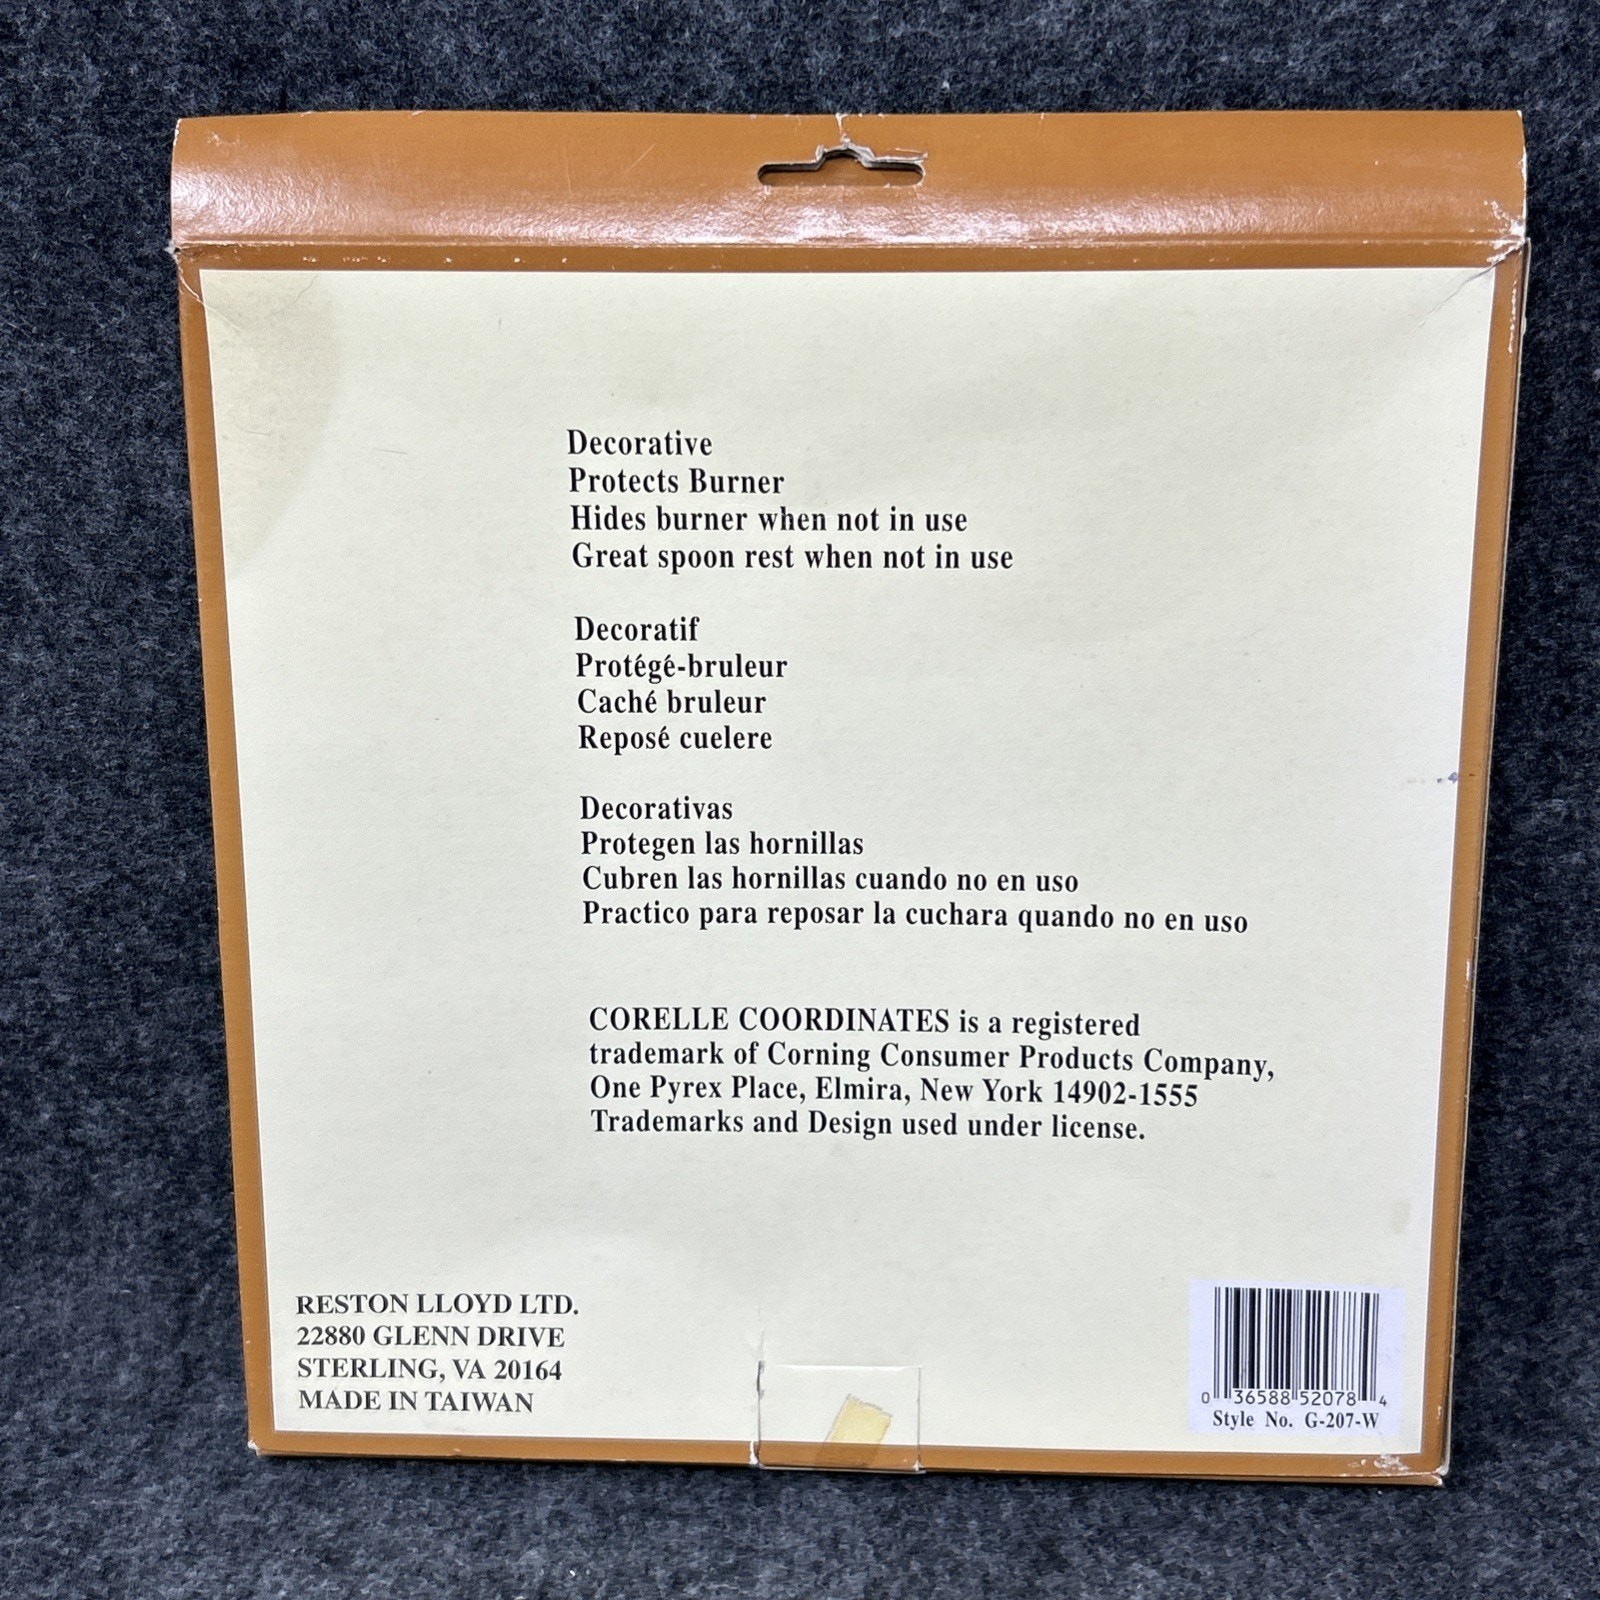 Decorative
Protects Burner
Hides burner when not in use
Great spoon rest when not in use
Decoratif
Protégé-bruleur
Caché bruleur
Reposé cuelere
Decorativas
Protegen las hornillas
Cubren las hornillas cuando no en uso
Practico para reposar la cuchara quando no en uso
CORELLE COORDINATES is a registered
trademark of Corning Consumer Products Company,
One Pyrex Place, Elmira, New York 14902-1555
Trademarks and Design used under license.
RESTON LLOYD LTD.
22880 GLENN DRIVE
STERLING, VA 20164
MADE IN TAIWAN
0 36588 52078 4
Style No. G-207-W